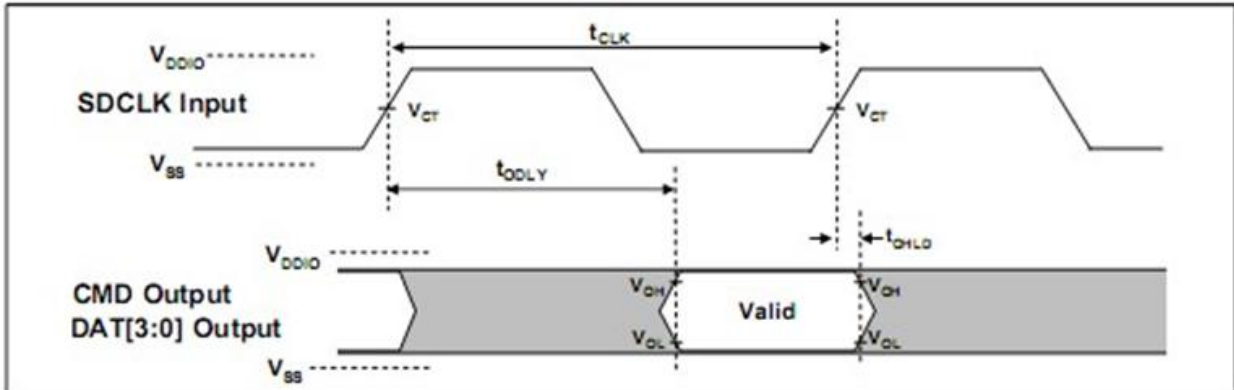 tCLK
VDDIO
SDCLK Input
VCT
VCT
VSS
tODLY
tOHLD
VDDIO
CMD Output
DAT[3:0] Output
VOH
VOH
Valid
VOL
VOL
VSS